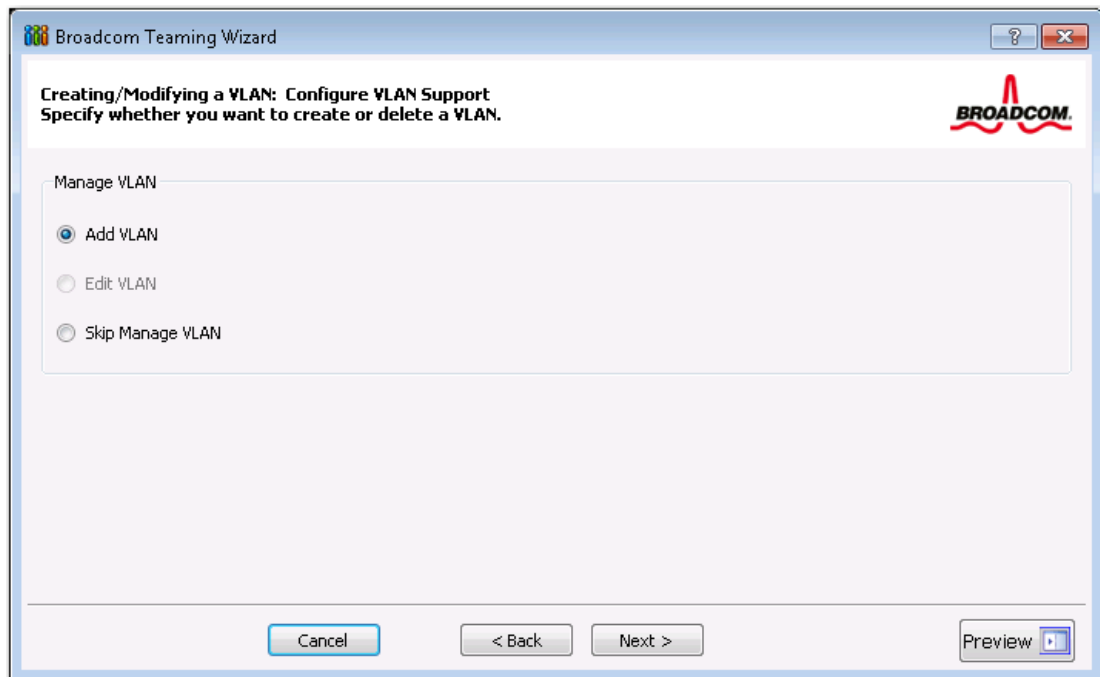 Broadcom Teaming Wizard
?
Creating/Modifying a VLAN: Configure VLAN Support
Specify whether you want to create or delete a VLAN.
BROADCOM.
Manage VLAN
Add VLAN
Edit VLAN
Skip Manage VLAN
Cancel
< Back
Next >
Preview